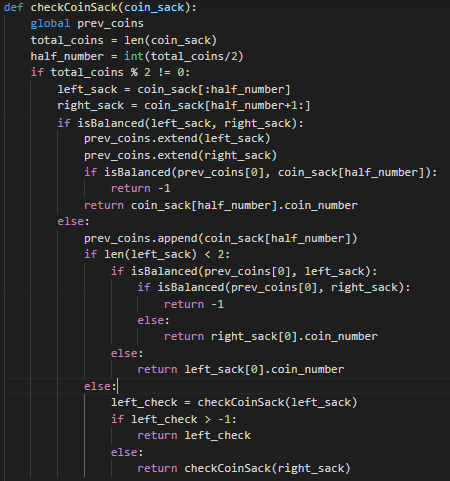 def checkCoinSack(coin_sack):
    global prev_coins
    total_coins = len(coin_sack)
    half_number = int(total_coins/2)
    if total_coins % 2 != 0:
        left_sack = coin_sack[:half_number]
        right_sack = coin_sack[half_number+1:]
        if isBalanced(left_sack, right_sack):
            prev_coins.extend(left_sack)
            prev_coins.extend(right_sack)
            if isBalanced(prev_coins[0], coin_sack[half_number]):
                return -1
            return coin_sack[half_number].coin_number
        else:
            prev_coins.append(coin_sack[half_number])
            if len(left_sack) < 2:
                if isBalanced(prev_coins[0], left_sack):
                    if isBalanced(prev_coins[0], right_sack):
                        return -1
                    else:
                        return right_sack[0].coin_number
                else:
                    return left_sack[0].coin_number
            else:
                left_check = checkCoinSack(left_sack)
                if left_check > -1:
                    return left_check
                else:
                    return checkCoinSack(right_sack)